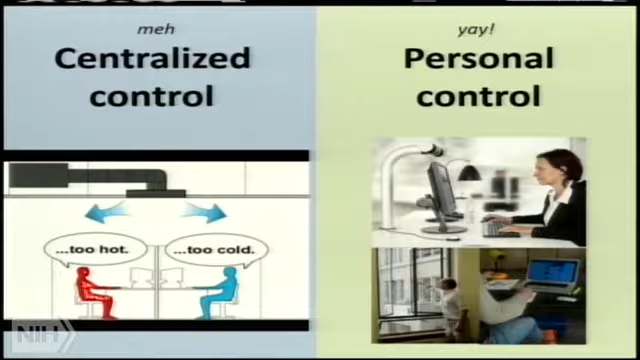 meh
Centralized
control
...too hot.
...too cold.
yay!
Personal
control
NIH